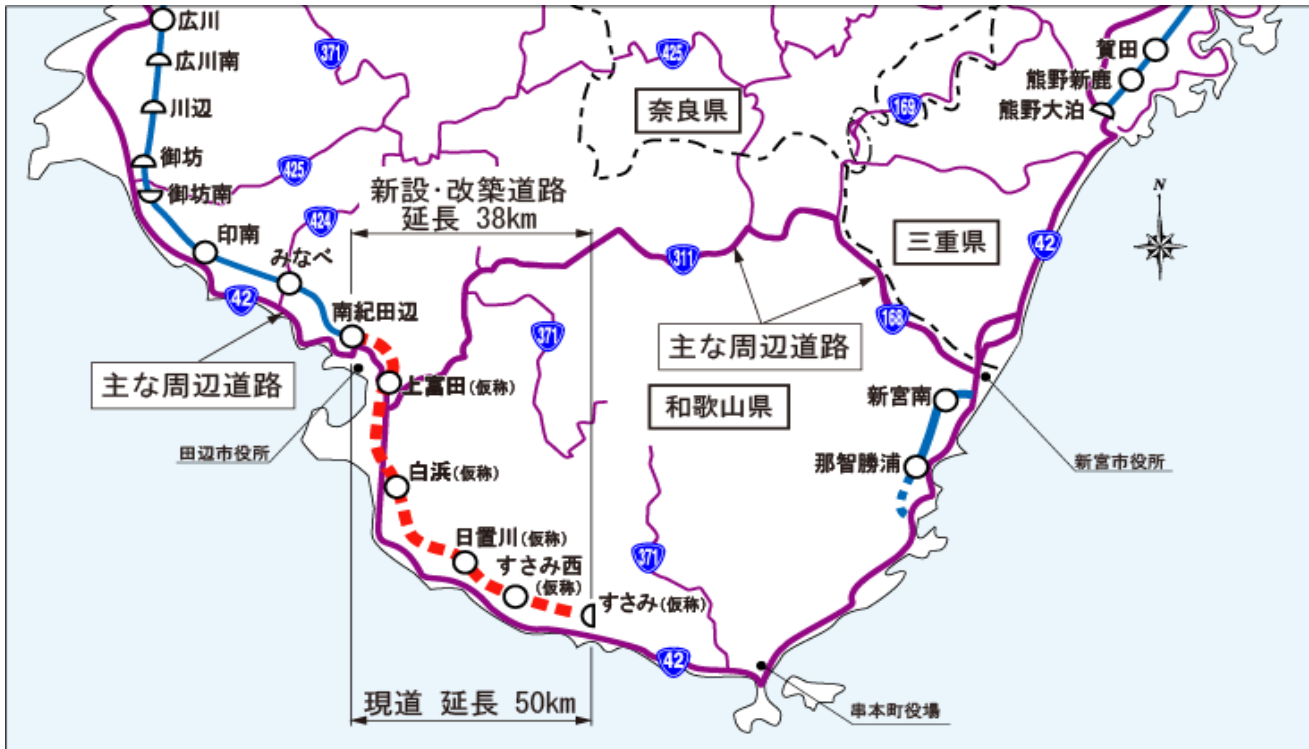 広川
広川南
川辺
御坊
御坊南
印南
みなべ
南紀田辺
上富田(仮称)
白浜(仮称)
日置川(仮称)
すさみ西
(仮称)
すさみ(仮称)
371
425
425
424
42
311
371
371
42
169
168
42
奈良県
三重県
和歌山県
賀田
熊野新鹿
熊野大泊
N
新設・改築道路
延長 38km
主な周辺道路
主な周辺道路
田辺市役所
新宮南
那智勝浦
新宮市役所
串本町役場
現道 延長 50km